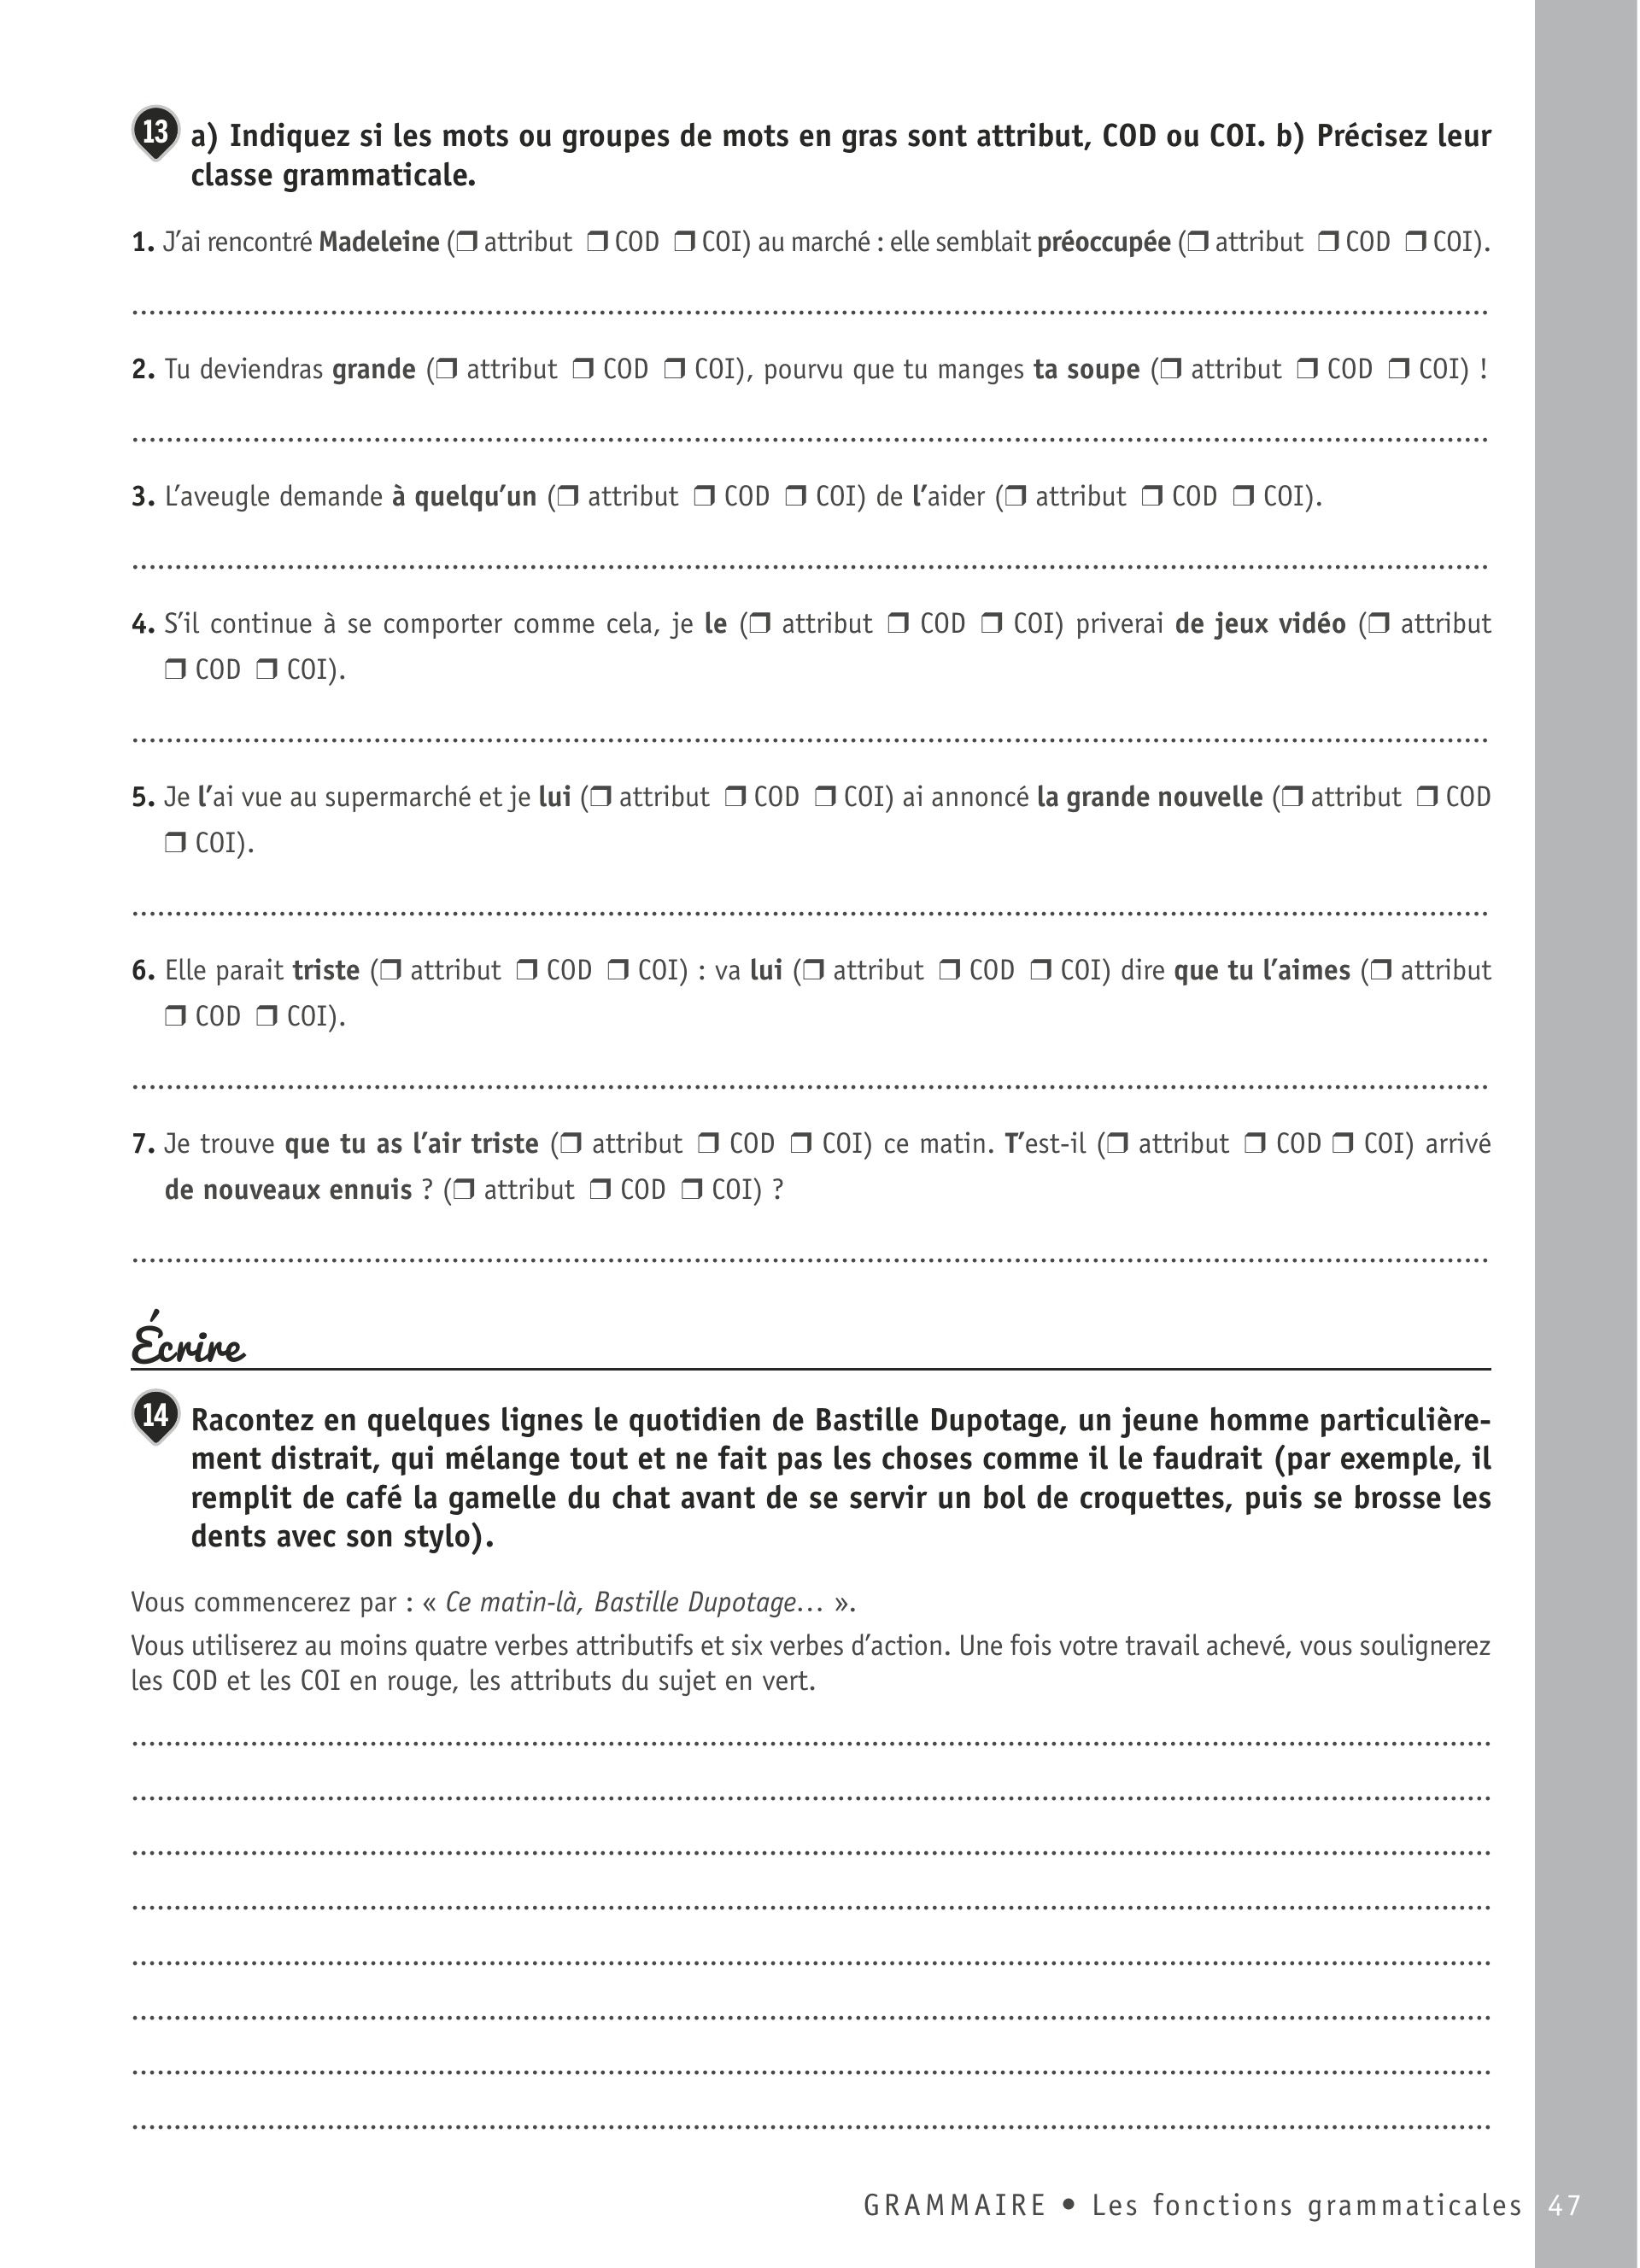 13 a) Indiquez si les mots ou groupes de mots en gras sont attribut, COD ou COI. b) Précisez leur
classe grammaticale.
1. J’ai rencontré Madeleine (❒ attribut ❒ COD ❒ COI) au marché : elle semblait préoccupée (❒ attribut ❒ COD ❒ COI).
2. Tu deviendras grande (❒ attribut ❒ COD ❒ COI), pourvu que tu manges ta soupe (❒ attribut ❒ COD ❒ COI) !
3. L’aveugle demande à quelqu’un (❒ attribut ❒ COD ❒ COI) de l’aider (❒ attribut ❒ COD ❒ COI).
4. S’il continue à se comporter comme cela, je le (❒ attribut ❒ COD ❒ COI) priverai de jeux vidéo (❒ attribut
❒ COD ❒ COI).
5. Je l’ai vue au supermarché et je lui (❒ attribut ❒ COD ❒ COI) ai annoncé la grande nouvelle (❒ attribut ❒ COD
❒ COI).
6. Elle parait triste (❒ attribut ❒ COD ❒ COI) : va lui (❒ attribut ❒ COD ❒ COI) dire que tu l’aimes (❒ attribut
❒ COD ❒ COI).
7. Je trouve que tu as l’air triste (❒ attribut ❒ COD ❒ COI) ce matin. T’est-il (❒ attribut ❒ COD ❒ COI) arrivé
de nouveaux ennuis ? (❒ attribut ❒ COD ❒ COI) ?
Écrire
14 Racontez en quelques lignes le quotidien de Bastille Dupotage, un jeune homme particulière-
ment distrait, qui mélange tout et ne fait pas les choses comme il le faudrait (par exemple, il
remplit de café la gamelle du chat avant de se servir un bol de croquettes, puis se brosse les
dents avec son stylo).
Vous commencerez par : « Ce matin-là, Bastille Dupotage… ».
Vous utiliserez au moins quatre verbes attributifs et six verbes d’action. Une fois votre travail achevé, vous soulignerez
les COD et les COI en rouge, les attributs du sujet en vert.
GRAMMAIRE • Les fonctions grammaticales 47